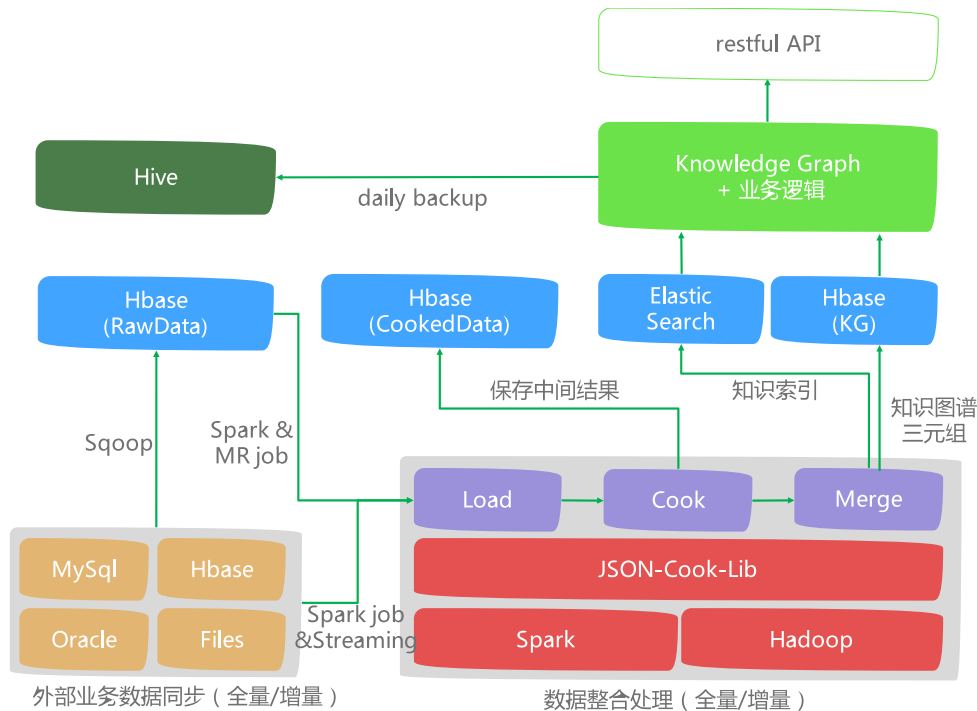 restful API
Knowledge Graph
+ 业务逻辑
Hive
daily backup
Hbase
(RawData)
Hbase
(CookedData)
Elastic
Search
Hbase
(KG)
保存中间结果
知识索引
知识图谱
三元组
Sqoop
Spark &
MR job
Load
Cook
Merge
MySql
Hbase
JSON-Cook-Lib
Oracle
Files
Spark job
&Streaming
Spark
Hadoop
外部业务数据同步（全量/增量）
数据整合处理（全量/增量）